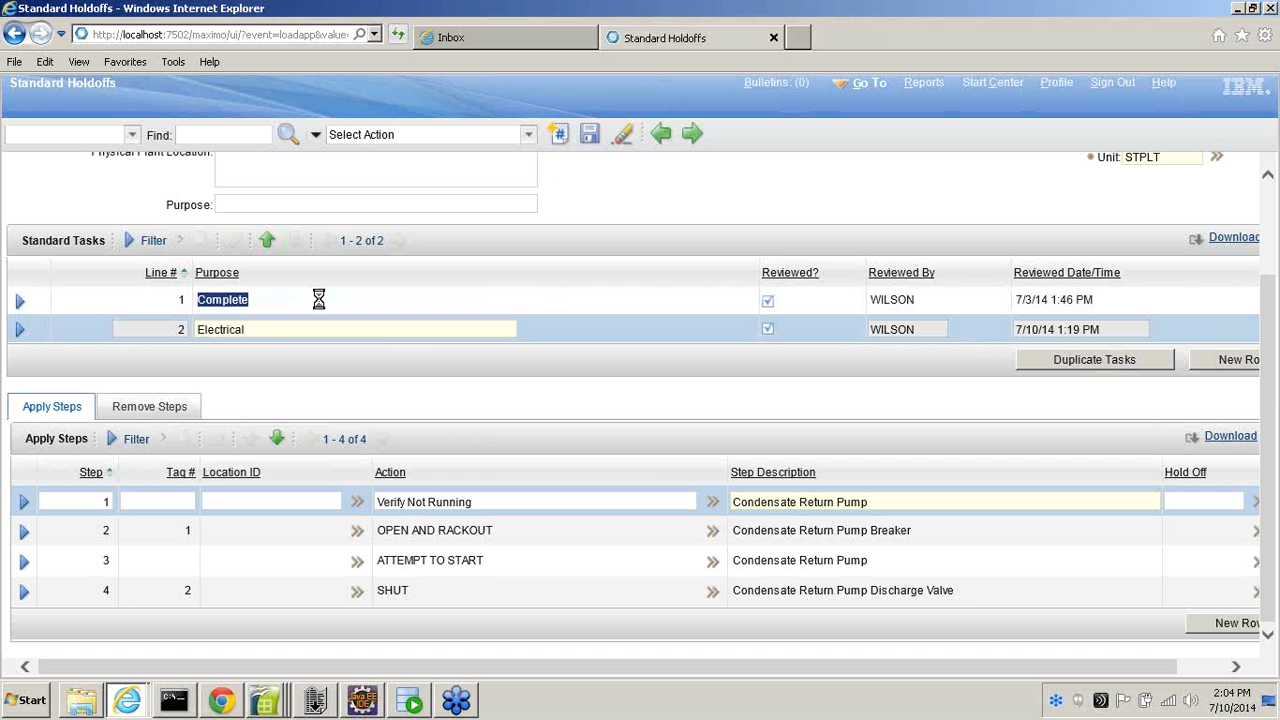 Standard Holdoffs - Windows Internet Explorer
http://localhost:7502/maximo/ui/?event=loadapp&value=
Inbox
Standard Holdoffs
File Edit View Favorites Tools Help
Standard Holdoffs
Bulletins: (0) Go To Reports Start Center Profile Sign Out Help
IBM.
Find: Select Action
Physical Plant Location:
Unit: STPLT
Purpose:
Standard Tasks Filter 1 - 2 of 2 Download
Line # Purpose Reviewed? Reviewed By Reviewed Date/Time
1 Complete WILSON 7/3/14 1:46 PM
2 Electrical WILSON 7/10/14 1:19 PM
Duplicate Tasks New Ro
Apply Steps Remove Steps
Apply Steps Filter 1 - 4 of 4 Download
Step Tag # Location ID Action Step Description Hold Off
1 Verify Not Running Condensate Return Pump
2 1 OPEN AND RACKOUT Condensate Return Pump Breaker
3 ATTEMPT TO START Condensate Return Pump
4 2 SHUT Condensate Return Pump Discharge Valve
New Row
Start
2:04 PM
7/10/2014